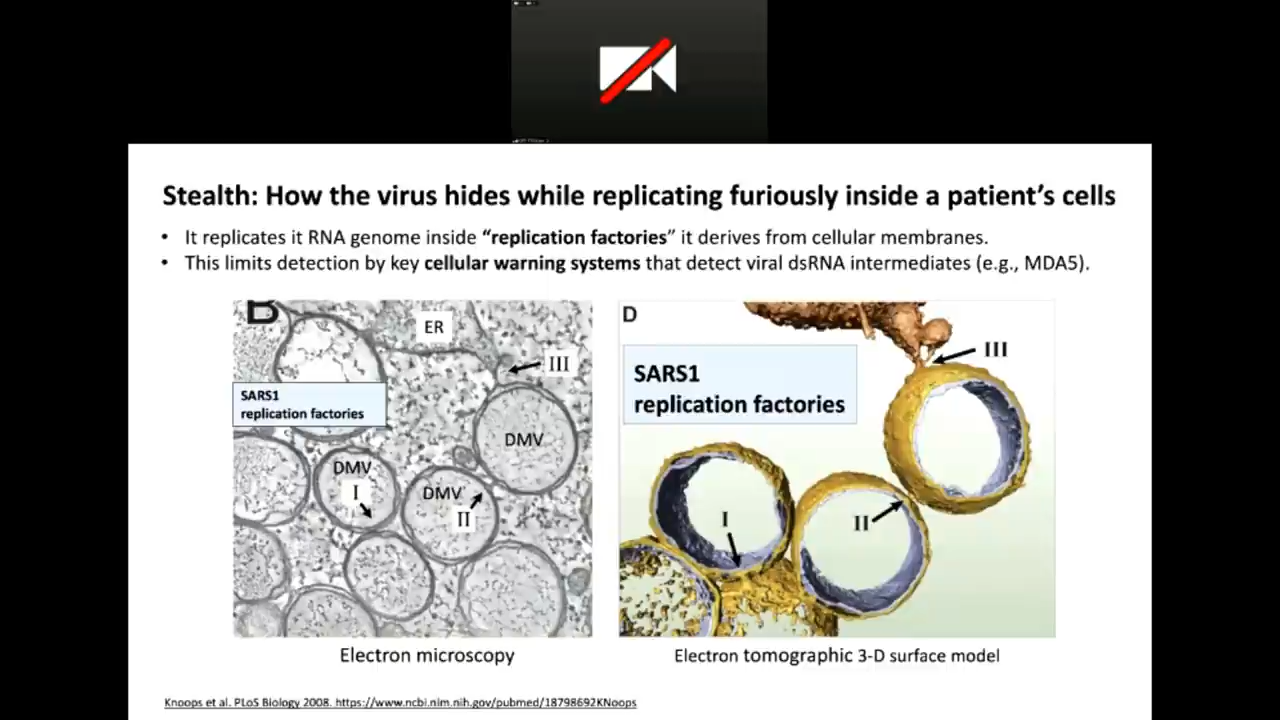 Stealth: How the virus hides while replicating furiously inside a patient’s cells
• It replicates it RNA genome inside “replication factories” it derives from cellular membranes.
• This limits detection by key cellular warning systems that detect viral dsRNA intermediates (e.g., MDA5).
B
ER
III
SARS1
replication factories
DMV
DMV
I
DMV
II
Electron microscopy
D
III
SARS1
replication factories
I
II
Electron tomographic 3-D surface model
Knoops et al. PLoS Biology 2008. https://www.ncbi.nlm.nih.gov/pubmed/18798692KNoops